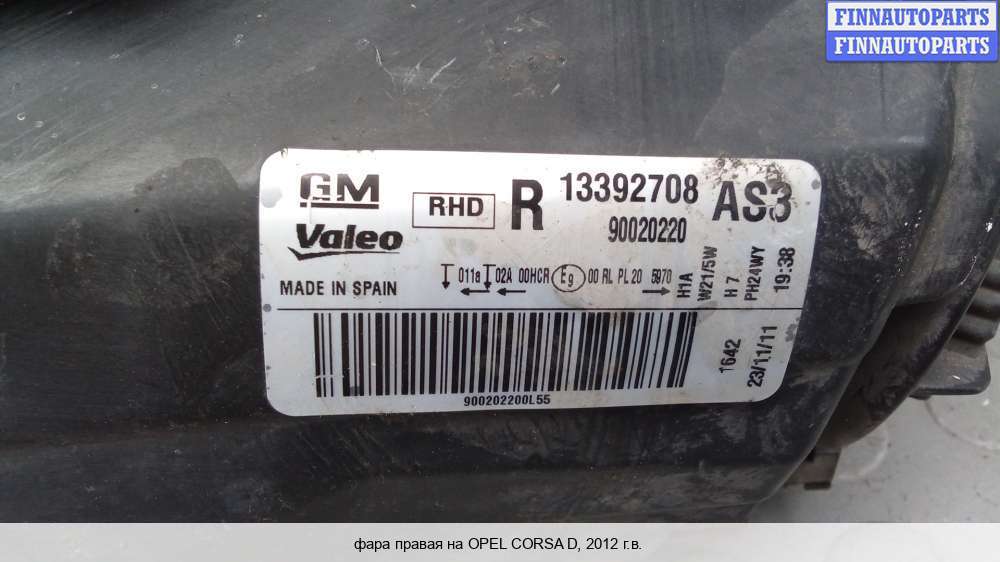 FINNAUTOPARTS
FINNAUTOPARTS
GM
Valeo
RHD
R
13392708
90020220
AS3
MADE IN SPAIN
011a 02A 00HCR E9 00 RL PL 20 5970
H1A
W21/5W
H 7
PH24WY
19:38
1642
23/11/11
900202200L55
фара правая на OPEL CORSA D, 2012 г.в.